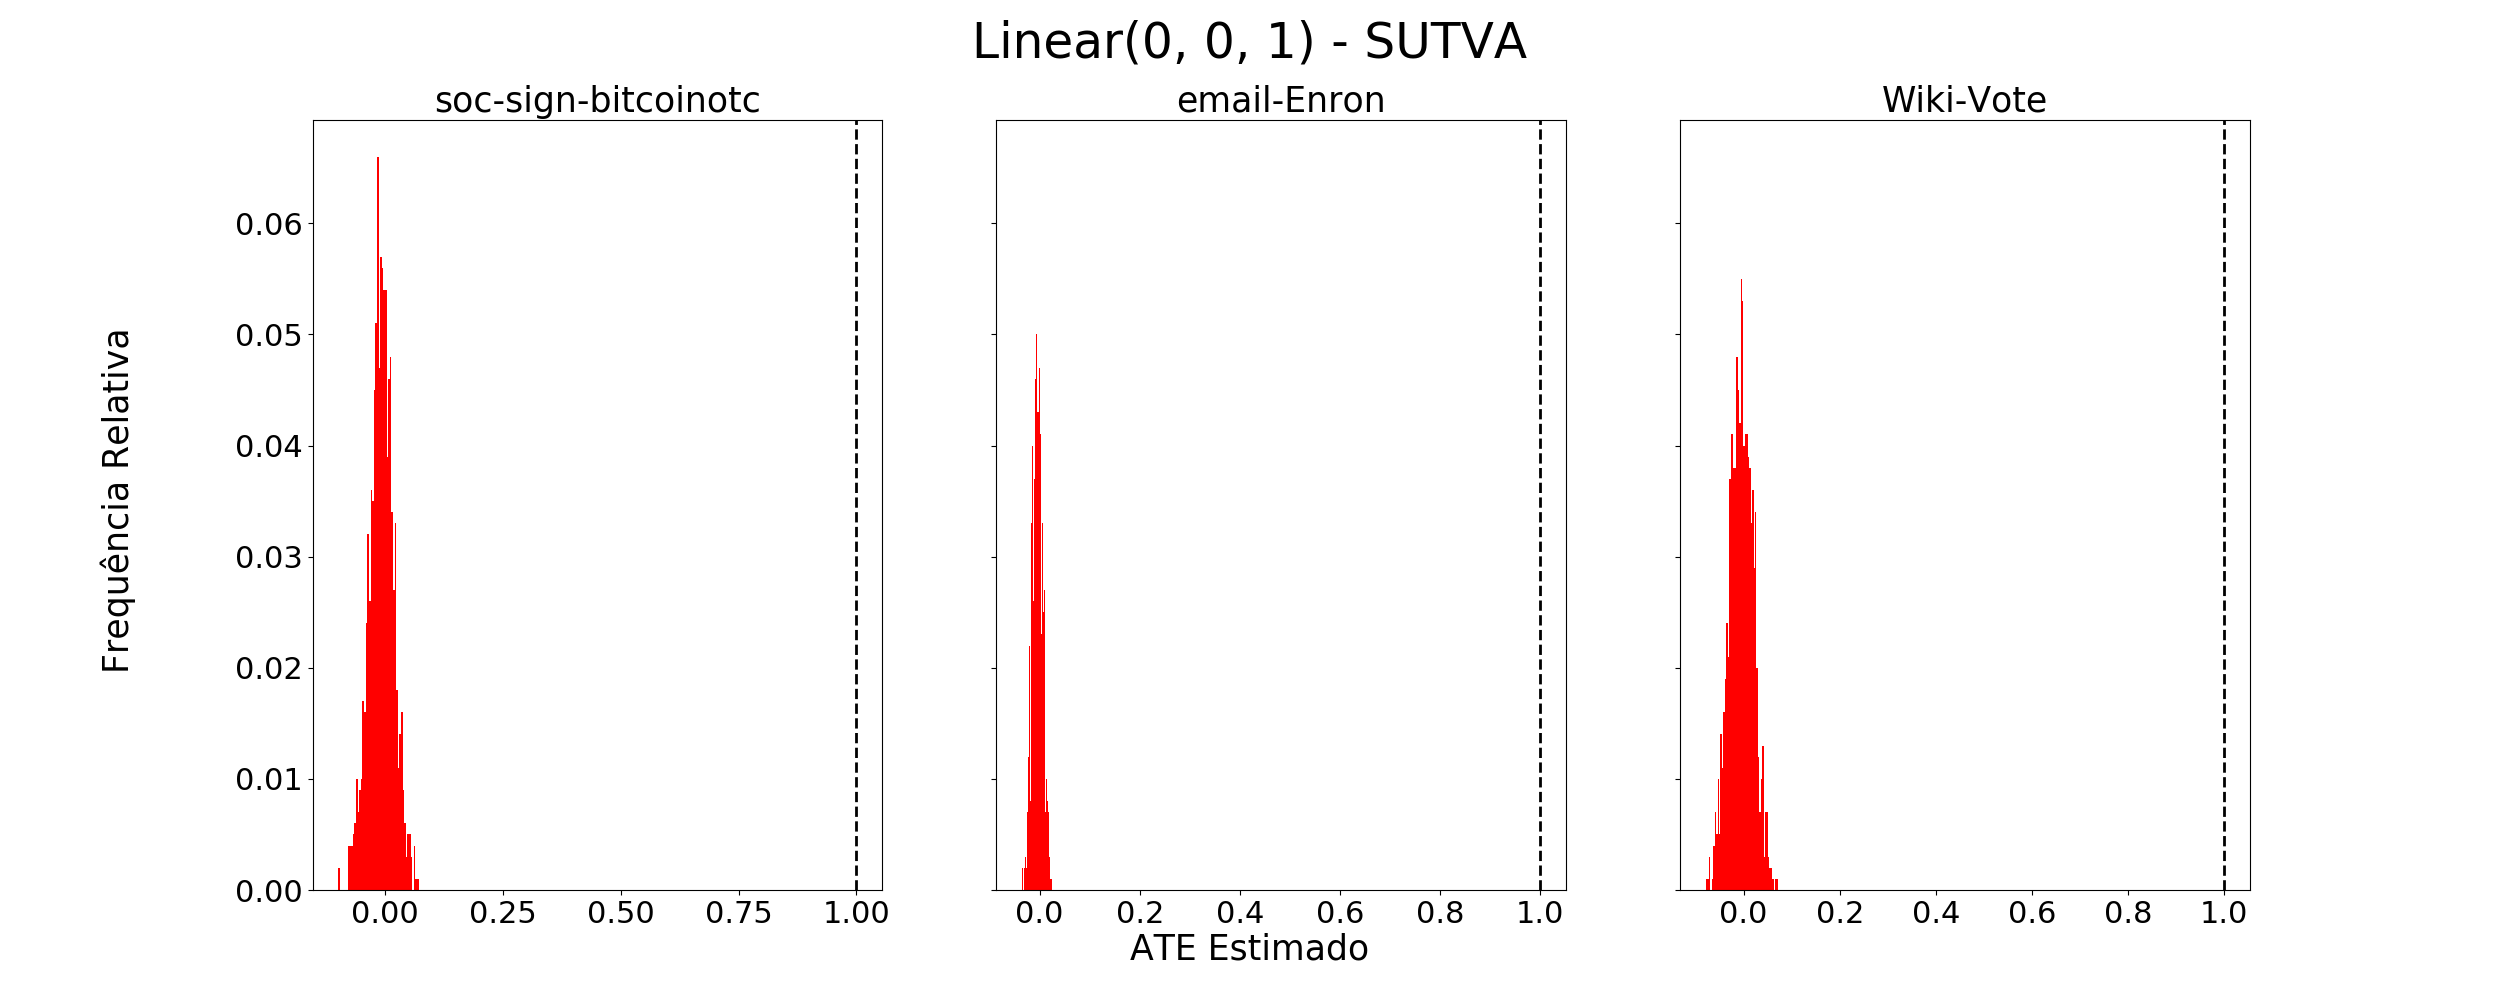 Linear(0, 0, 1) - SUTVA
soc-sign-bitcoinotc
email-Enron
Wiki-Vote
Frequência Relativa
0.06
0.05
0.04
0.03
0.02
0.01
0.00
0.00 0.25 0.50 0.75 1.00
0.0 0.2 0.4 0.6 0.8 1.0
0.0 0.2 0.4 0.6 0.8 1.0
ATE Estimado